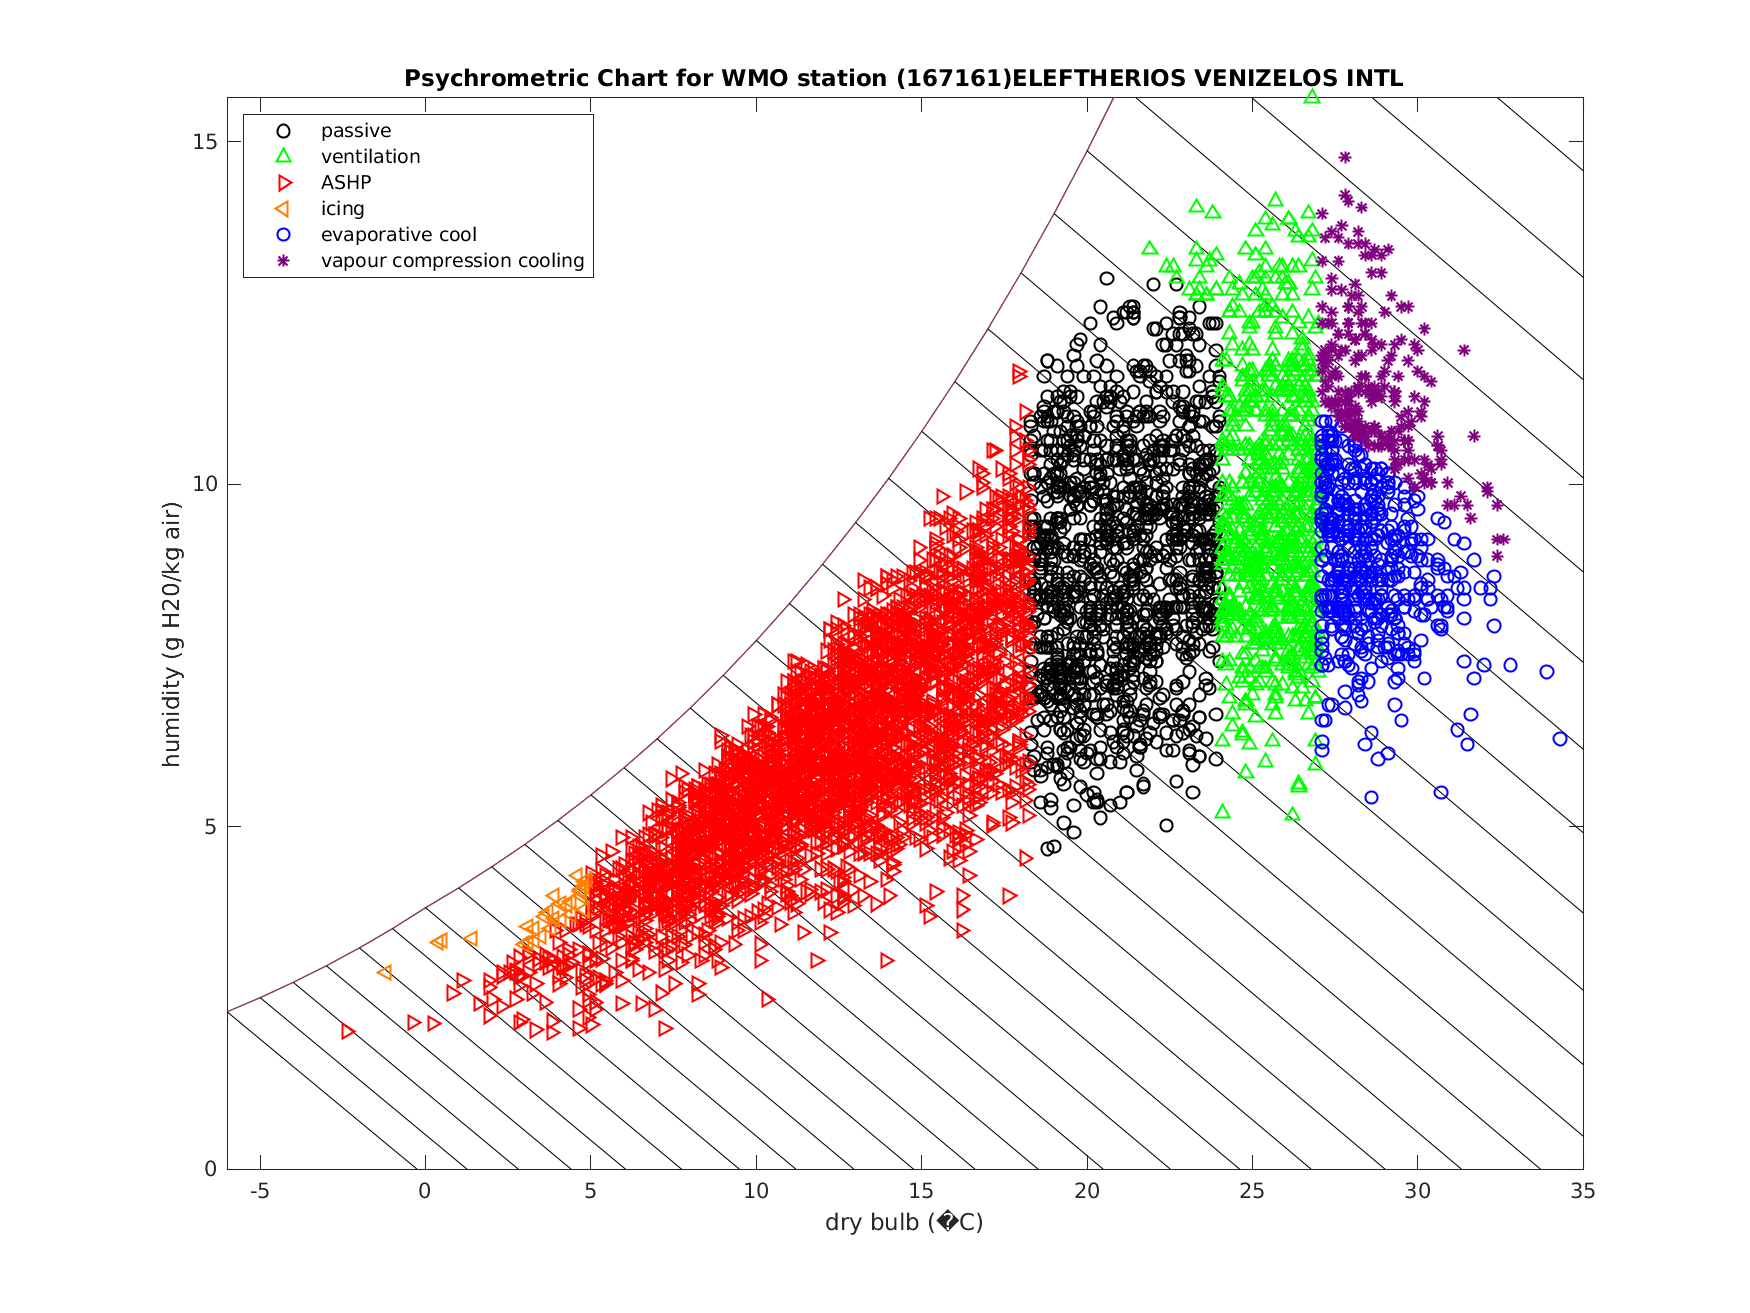 Psychrometric Chart for WMO station (167161)ELEFTHERIOS VENIZELOS INTL
passive
ventilation
ASHP
icing
evaporative cool
vapour compression cooling
15
10
5
0
humidity (g H20/kg air)
-5 0 5 10 15 20 25 30 35
dry bulb (�C)